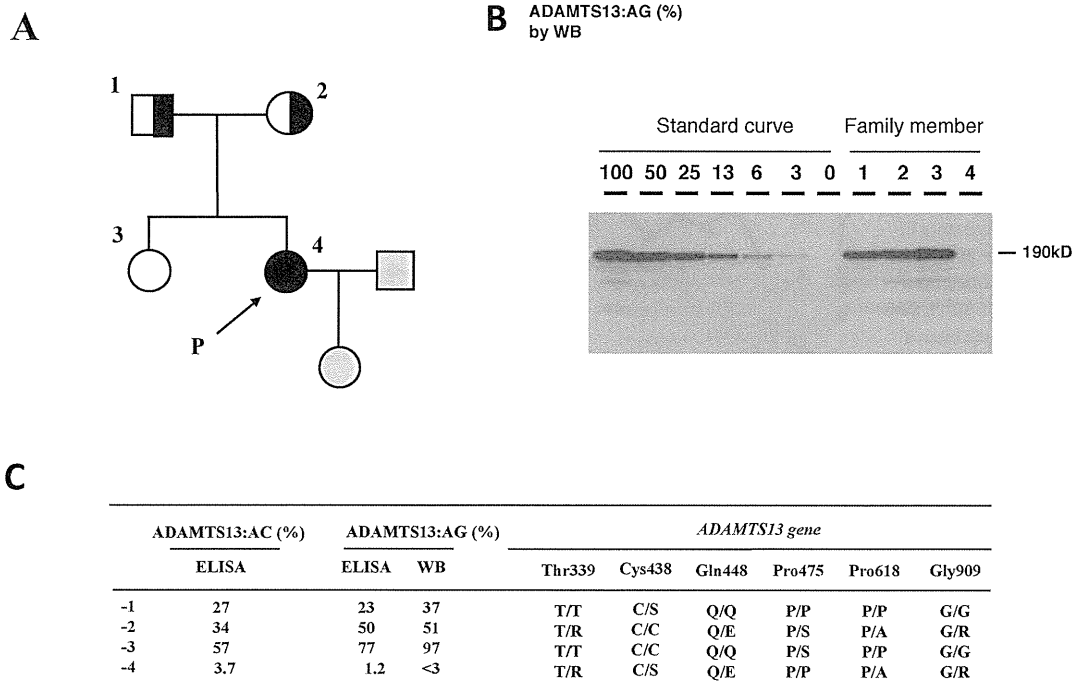 A
1
2
3
4
P
B
ADAMTS13:AG (%)
by WB
Standard curve Family member
100 50 25 13 6 3 0 1 2 3 4
190kD
C
ADAMTS13:AC (%) ADAMTS13:AG (%) ADAMTS13 gene
ELISA ELISA WB Thr339 Cys438 Gln448 Pro475 Pro618 Gly909
-1 27 23 37 T/T C/S Q/Q P/P P/P G/G
-2 34 50 51 T/R C/C Q/E P/S P/A G/R
-3 57 77 97 T/T C/C Q/Q P/S P/P G/G
-4 3.7 1.2 <3 T/R C/S Q/E P/P P/A G/R